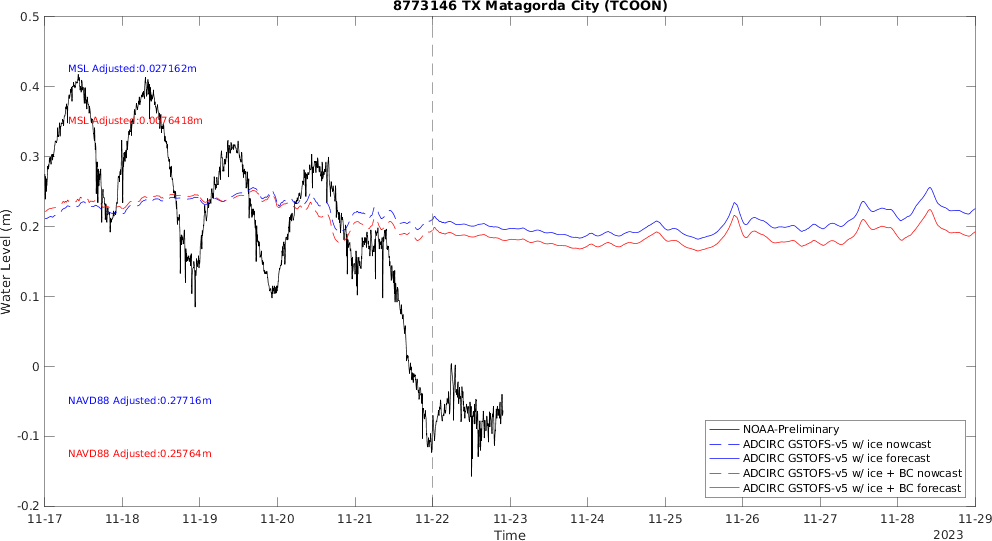 8773146 TX Matagorda City (TCOON)
0.5
0.4
0.3
0.2
0.1
0
-0.1
-0.2
Water Level (m)
MSL Adjusted:0.027162m
MSL Adjusted:0.0076418m
NAVD88 Adjusted:0.27716m
NAVD88 Adjusted:0.25764m
NOAA-Preliminary
ADCIRC GSTOFS-v5 w/ ice nowcast
ADCIRC GSTOFS-v5 w/ ice forecast
ADCIRC GSTOFS-v5 w/ ice + BC nowcast
ADCIRC GSTOFS-v5 w/ ice + BC forecast
11-17 11-18 11-19 11-20 11-21 11-22 11-23 11-24 11-25 11-26 11-27 11-28 11-29
Time
2023